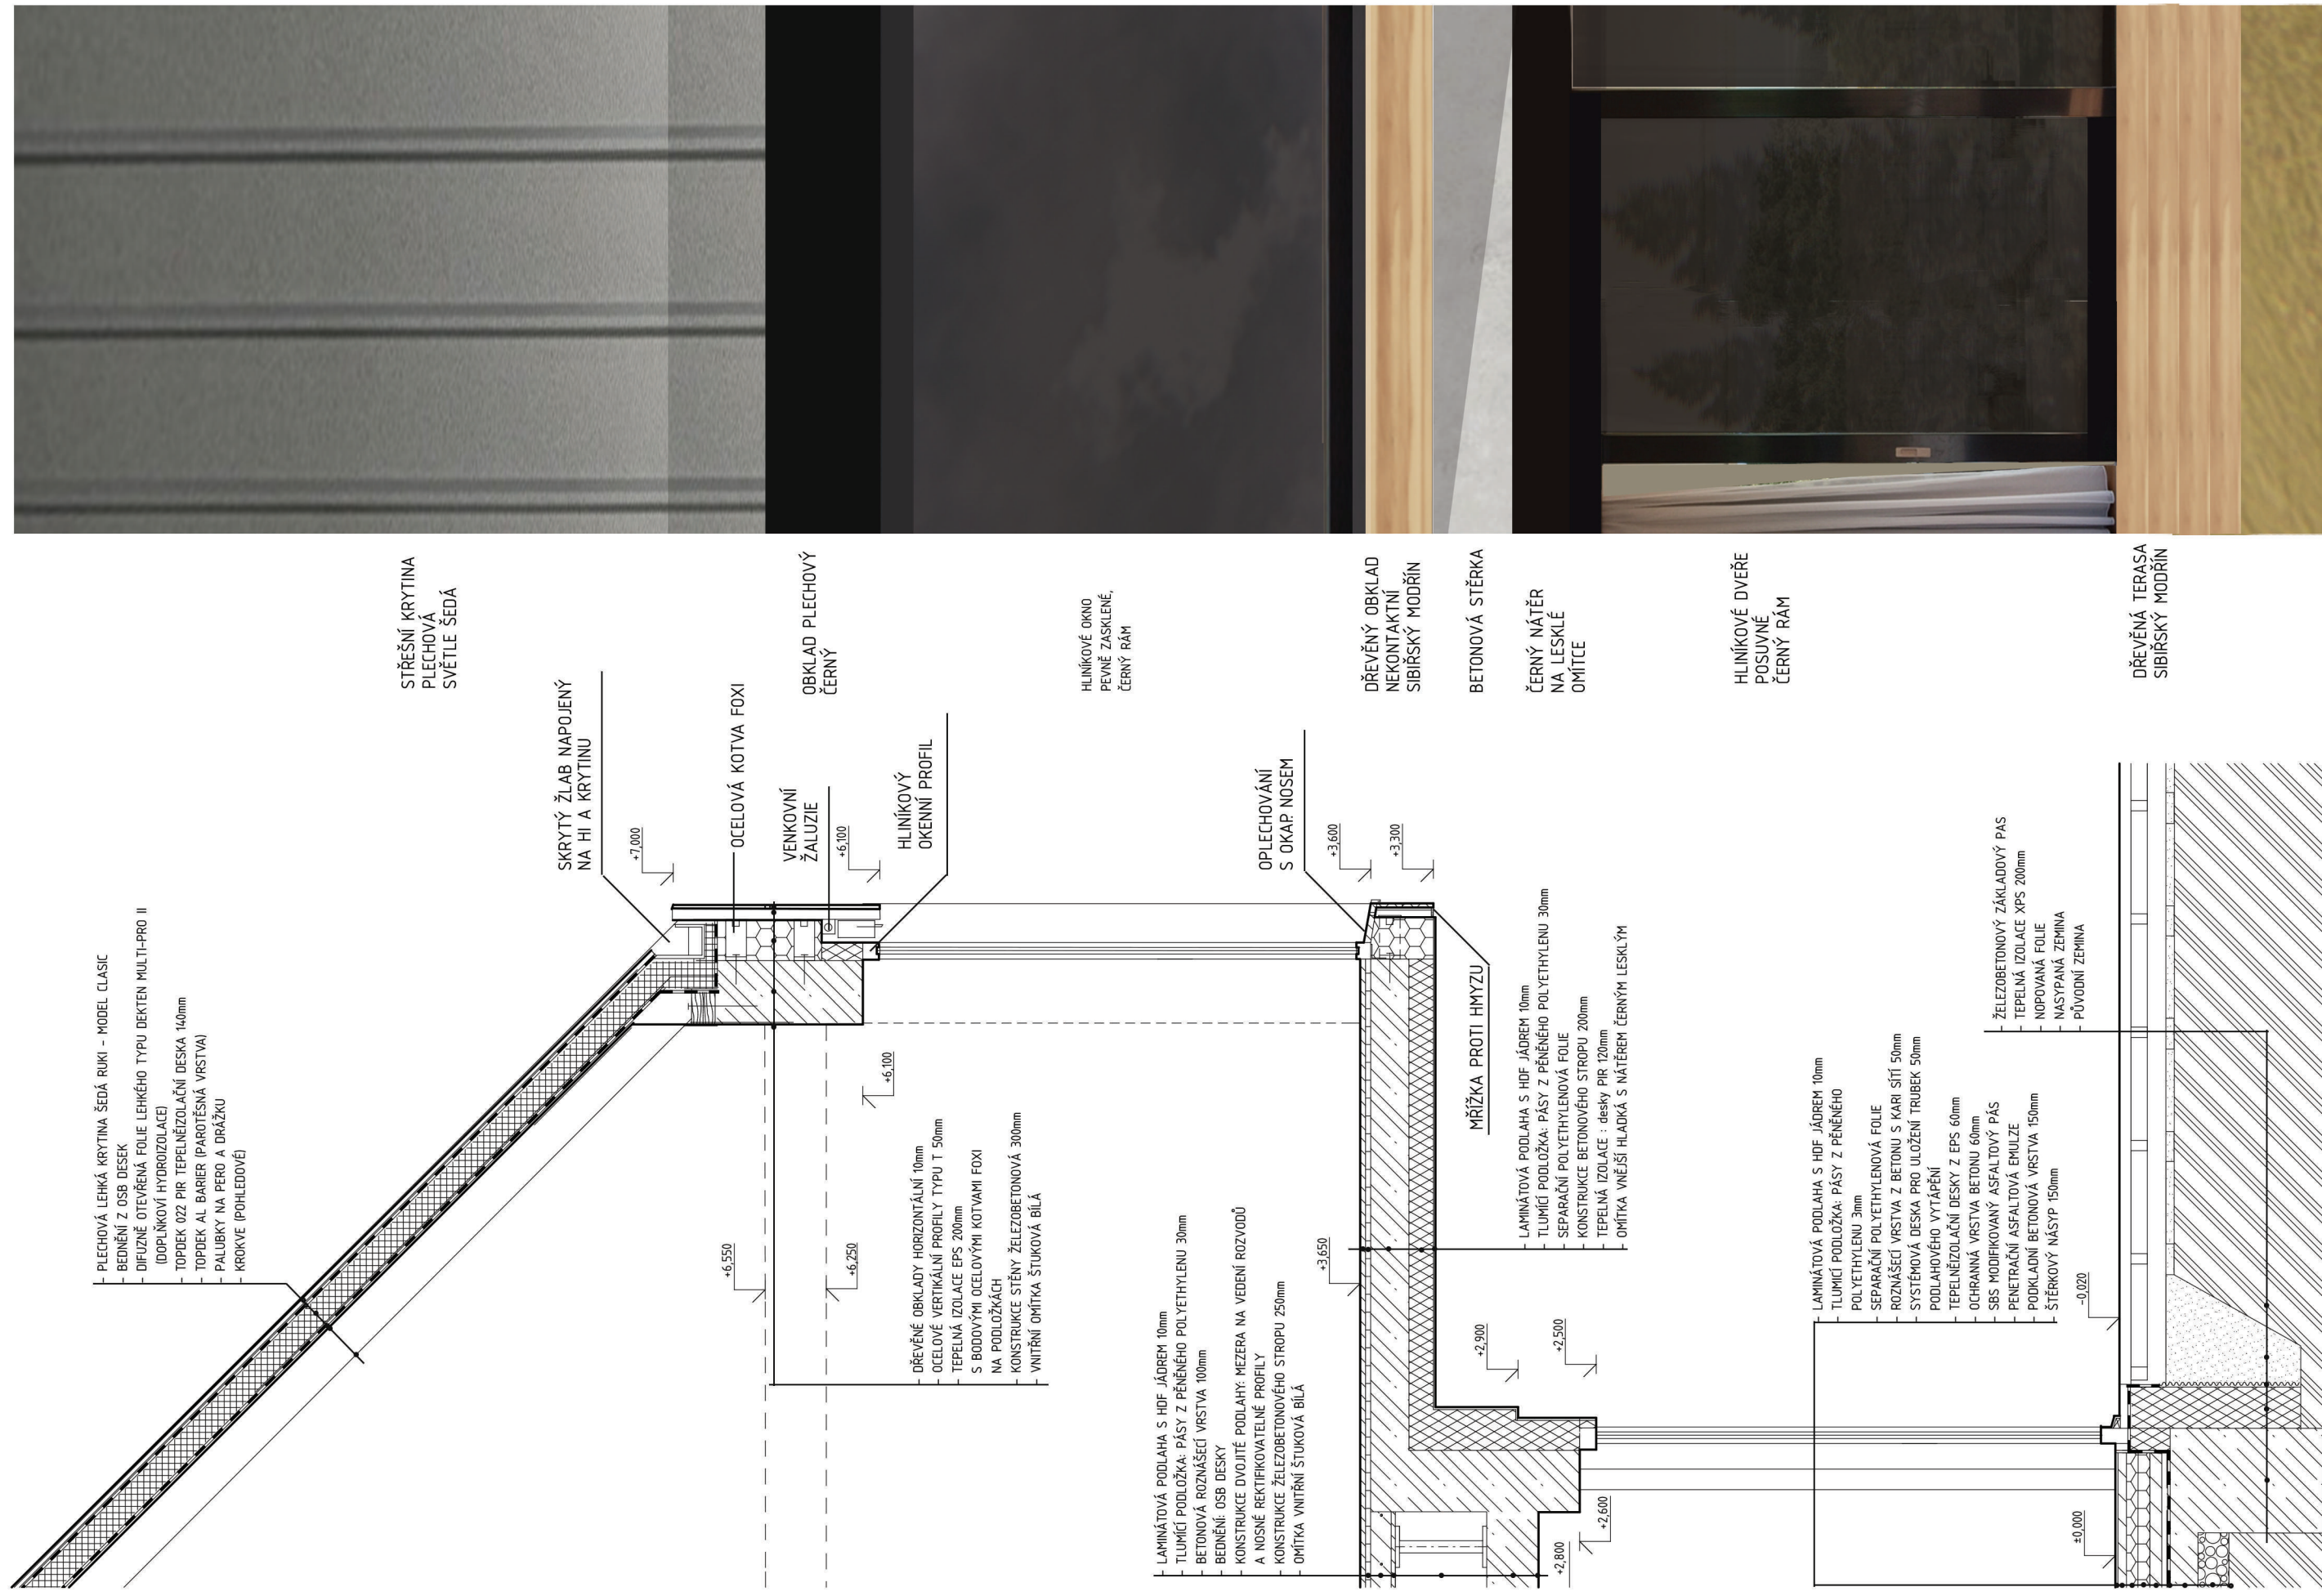 STŘEŠNÍ KRYTINA
PLECHOVÁ
SVĚTLE ŠEDÁ
OBKLAD PLECHOVÝ
ČERNÝ
HLINÍKOVÉ OKNO
PEVNĚ ZASKLENÉ,
ČERNÝ RÁM
DŘEVĚNÝ OBKLAD
NEKONTAKTNÍ
SIBIŘSKÝ MODŘÍN
BETONOVÁ STĚRKA
ČERNÝ NÁTĚR
NA LESKLÉ
OMÍTCE
HLINÍKOVÉ DVEŘE
POSUVNÉ
ČERNÝ RÁM
DŘEVĚNÁ TERASA
SIBIŘSKÝ MODŘÍN
SKRYTÝ ŽLAB NAPOJENÝ
NA HI A KRYTINU
+7,000
OCELOVÁ KOTVA FOXI
VENKOVNÍ
ŽALUZIE
+6,100
HLINÍKOVÝ
OKENNÍ PROFIL
OPLECHOVÁNÍ
S OKAP. NOSEM
+3,600
+3,300
PLECHOVÁ LEHKÁ KRYTINA ŠEDÁ RUKI - MODEL CLASIC
BEDNĚNÍ Z OSB DESEK
DIFUZNĚ OTEVŘENÁ FOLIE LEHKÉHO TYPU DEKTEN MULTI-PRO II
(DOPLŇKOVÍ HYDROIZOLACE)
TOPDEK 022 PIR TEPELNĚIZOLAČNÍ DESKA 140mm
TOPDEK AL BARIER (PAROTĚSNÁ VRSTVA)
PALUBKY NA PERO A DRÁŽKU
KROKVE (POHLEDOVÉ)
+6,550
+6,250
+6,100
DŘEVĚNÉ OBKLADY HORIZONTÁLNÍ 10mm
OCELOVÉ VERTIKÁLNÍ PROFILY TYPU T 50mm
TEPELNÁ IZOLACE EPS 200mm
S BODOVÝMI OCELOVÝMI KOTVAMI FOXI
NA PODLOŽKÁCH
KONSTRUKCE STĚNY ŽELEZOBETONOVÁ 300mm
VNITŘNÍ OMÍTKA ŠTUKOVÁ BÍLÁ
LAMINÁTOVÁ PODLAHA S HDF JÁDREM 10mm
TLUMÍCÍ PODLOŽKA: PÁSY Z PĚNĚNÉHO POLYETHYLENU 30mm
BETONOVÁ ROZNÁŠECÍ VRSTVA 100mm
BEDNĚNÍ: OSB DESKY
KONSTRUKCE DVOJITÉ PODLAHY: MEZERA NA VEDENÍ ROZVODŮ
A NOSNÉ REKTIFIKOVATELNÉ PROFILY
KONSTRUKCE ŽELEZOBETONOVÉHO STROPU 250mm
OMÍTKA VNITŘNÍ ŠTUKOVÁ BÍLÁ
+3,650
MŘÍŽKA PROTI HMYZU
LAMINÁTOVÁ PODLAHA S HDF JÁDREM 10mm
TLUMÍCÍ PODLOŽKA: PÁSY Z PĚNĚNÉHO POLYETHYLENU 30mm
SEPARAČNÍ POLYETHYLENOVÁ FOLIE
KONSTRUKCE BETONOVÉHO STROPU 200mm
TEPELNÁ IZOLACE : desky PIR 120mm
OMÍTKA VNĚJŠÍ HLADKÁ S NÁTĚREM ČERNÝM LESKLÝM
+2,900
+2,500
+2,600
+2,800
LAMINÁTOVÁ PODLAHA S HDF JÁDREM 10mm
TLUMICÍ PODLOŽKA: PÁSY Z PĚNĚNÉHO
POLYETHYLENU 3mm
SEPARAČNÍ POLYETHYLENOVÁ FOLIE
ROZNÁŠECÍ VRSTVA Z BETONU S KARI SÍTÍ 50mm
SYSTÉMOVÁ DESKA PRO ULOŽENÍ TRUBEK 50mm
PODLAHOVÉHO VYTÁPĚNÍ
TEPELNĚIZOLAČNÍ DESKY Z EPS 60mm
OCHRANNÁ VRSTVA BETONU 60mm
SBS MODIFIKOVANÝ ASFALTOVÝ PÁS
PENETRAČNÍ ASFALTOVÁ EMULZE
PODKLADNÍ BETONOVÁ VRSTVA 150mm
ŠTĚRKOVÝ NÁSYP 150mm
ŽELEZOBETONOVÝ ZÁKLADOVÝ PAS
TEPELNÁ IZOLACE XPS 200mm
NOPOVANÁ FOLIE
NASYPANÁ ZEMINA
PŮVODNÍ ZEMINA
-0,020
±0,000